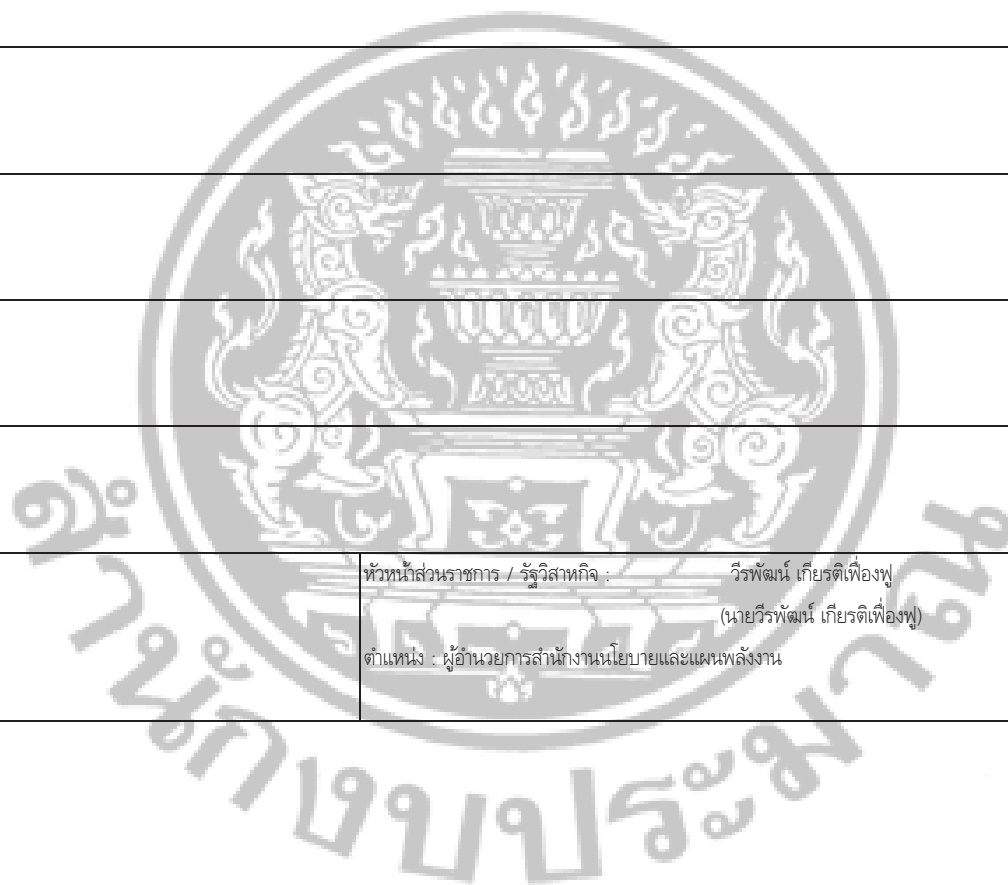 หัวหน้าส่วนราชการ / รัฐวิสาหกิจ : วีรพัฒน์ เกียรติเฟื่องฟู
(นายวีรพัฒน์ เกียรติเฟื่องฟู)
ตำแหน่ง : ผู้อำนวยการสำนักงานนโยบายและแผนพลังงาน
สำนักงบประมาณ